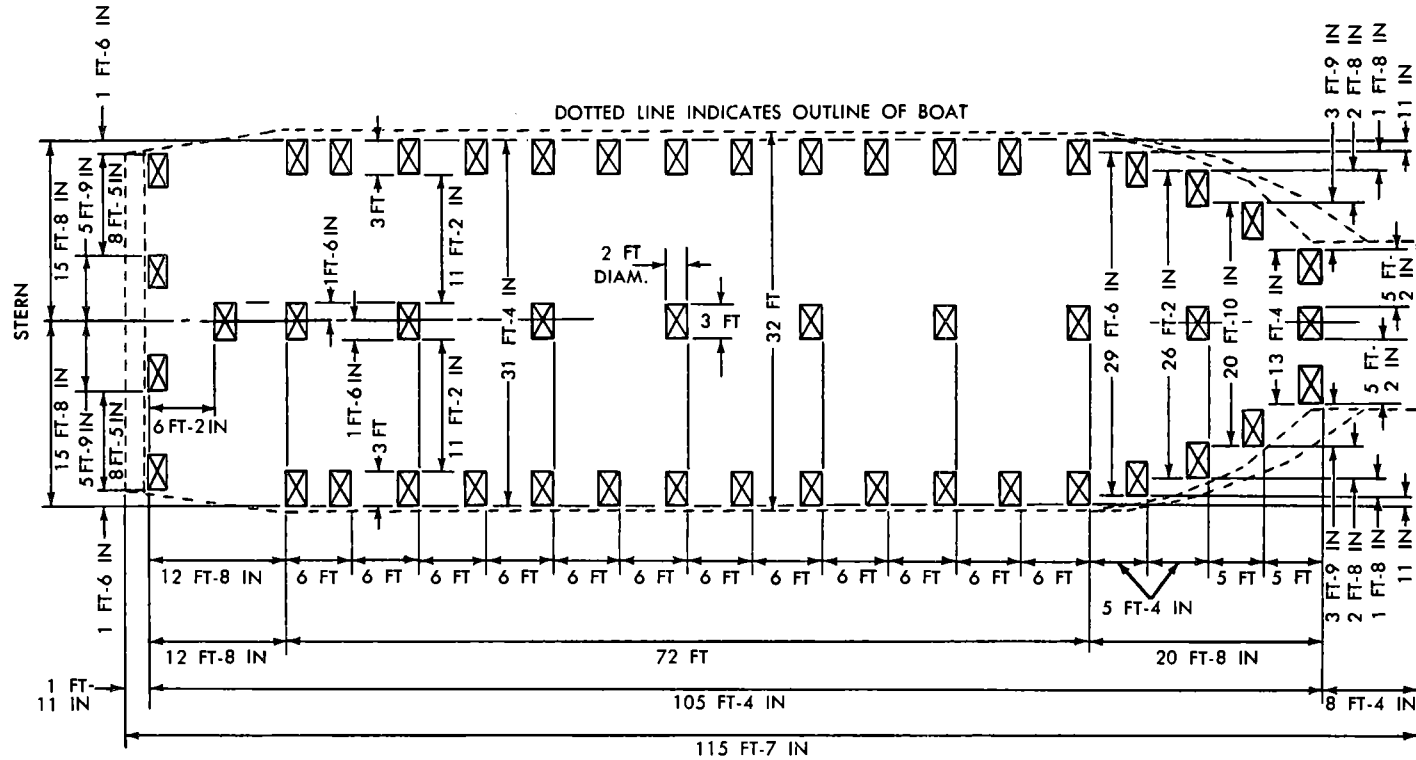 1 FT-6 IN
3 FT-9 IN
2 FT-8 IN
1 FT-8 IN
11 IN
DOTTED LINE INDICATES OUTLINE OF BOAT
STERN
15 FT-8 IN
5 FT-9 IN
8 FT-5 IN
3 FT
11 FT-2 IN
1 FT-6 IN
31 FT-4 IN
2 FT
DIAM.
3 FT
32 FT
29 FT-6 IN
26 FT-2 IN
20 FT-10 IN
13 FT-4 IN
5 FT-
2 IN
15 FT-8 IN
5 FT-9 IN
8 FT-5 IN
6 FT-2 IN
1 FT-6 IN
3 FT
11 FT-2 IN
5 FT-
2 IN
1 FT-6 IN
12 FT-8 IN
6 FT
6 FT
6 FT
6 FT
6 FT
6 FT
6 FT
6 FT
6 FT
6 FT
6 FT
5 FT
5 FT
5 FT-4 IN
3 FT-9 IN
2 FT-8 IN
1 FT-8 IN
11 IN
12 FT-8 IN
72 FT
20 FT-8 IN
1 FT-
11 IN
105 FT-4 IN
8 FT-4 IN
115 FT-7 IN